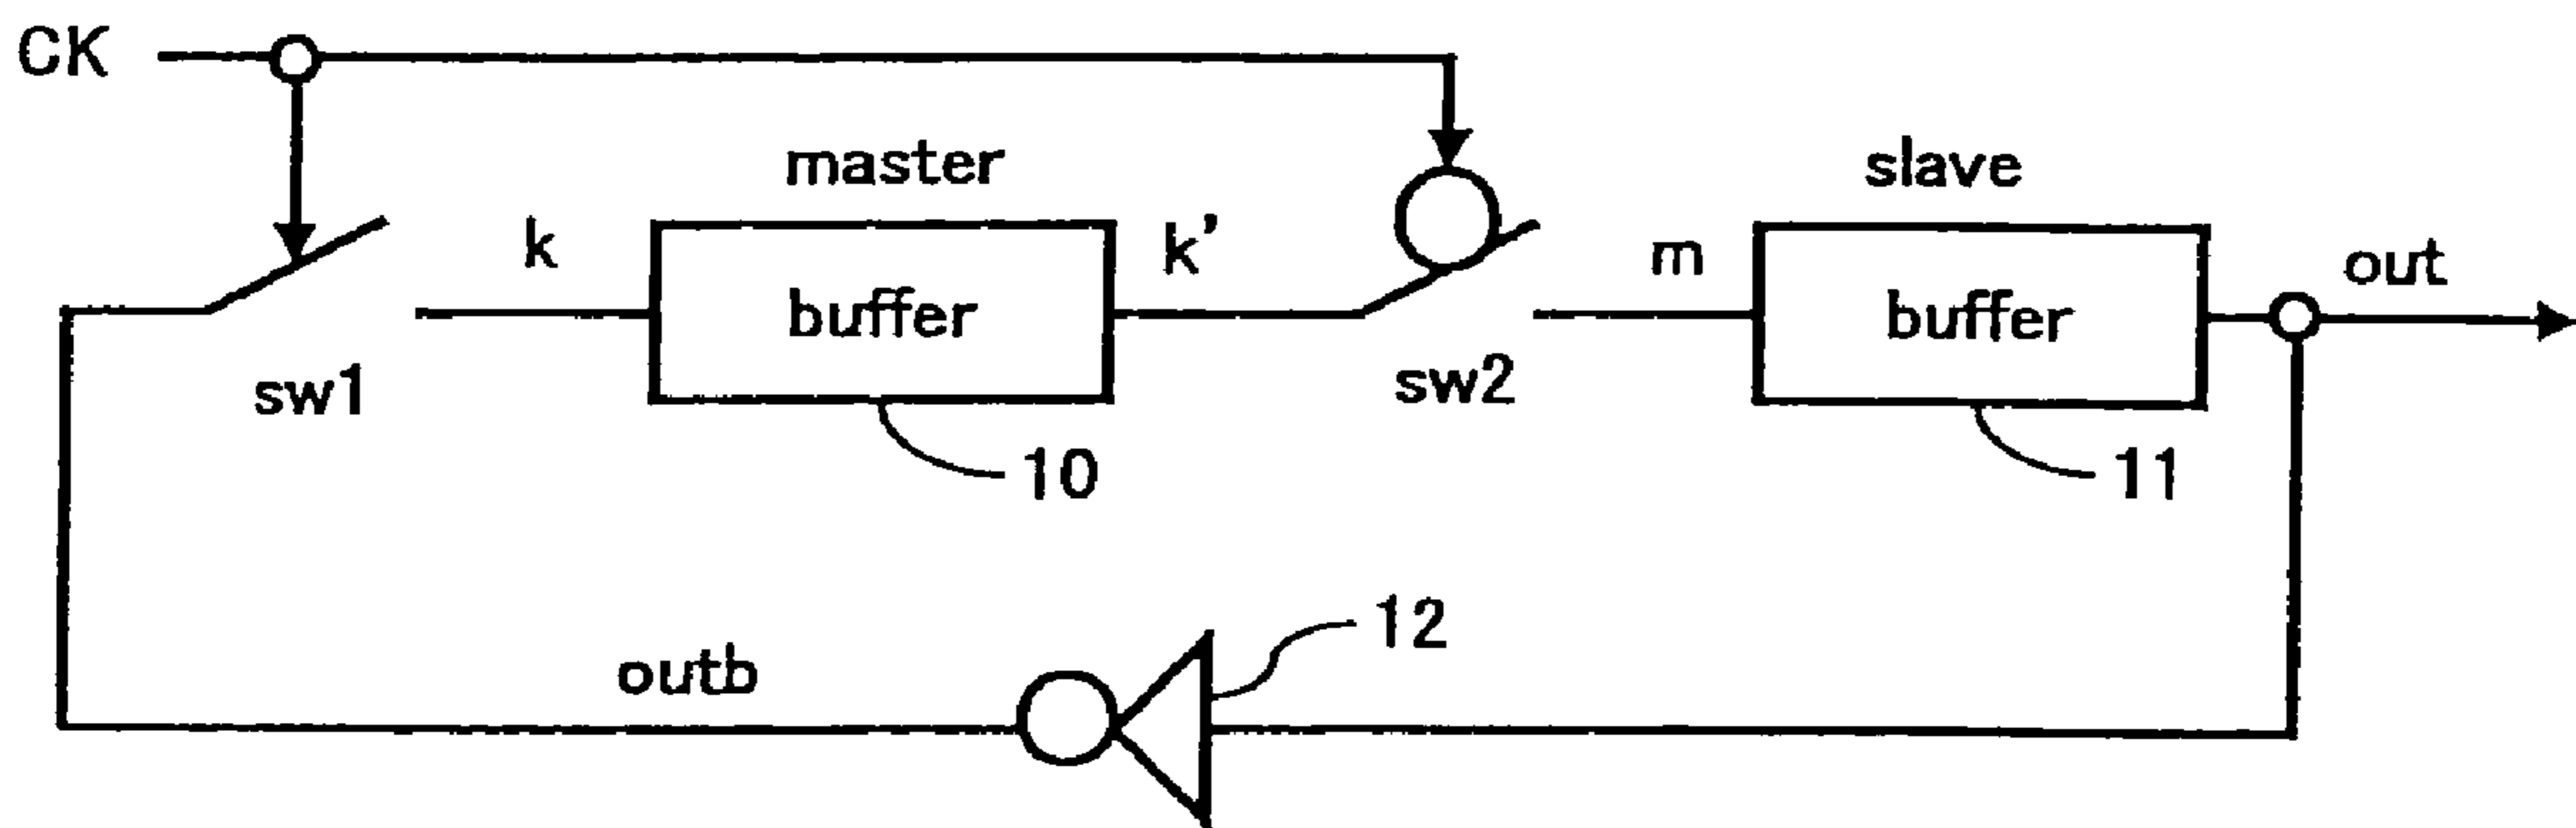 CK
master
slave
k
buffer
k'
m
buffer
out
sw1
sw2
10
11
outb
12